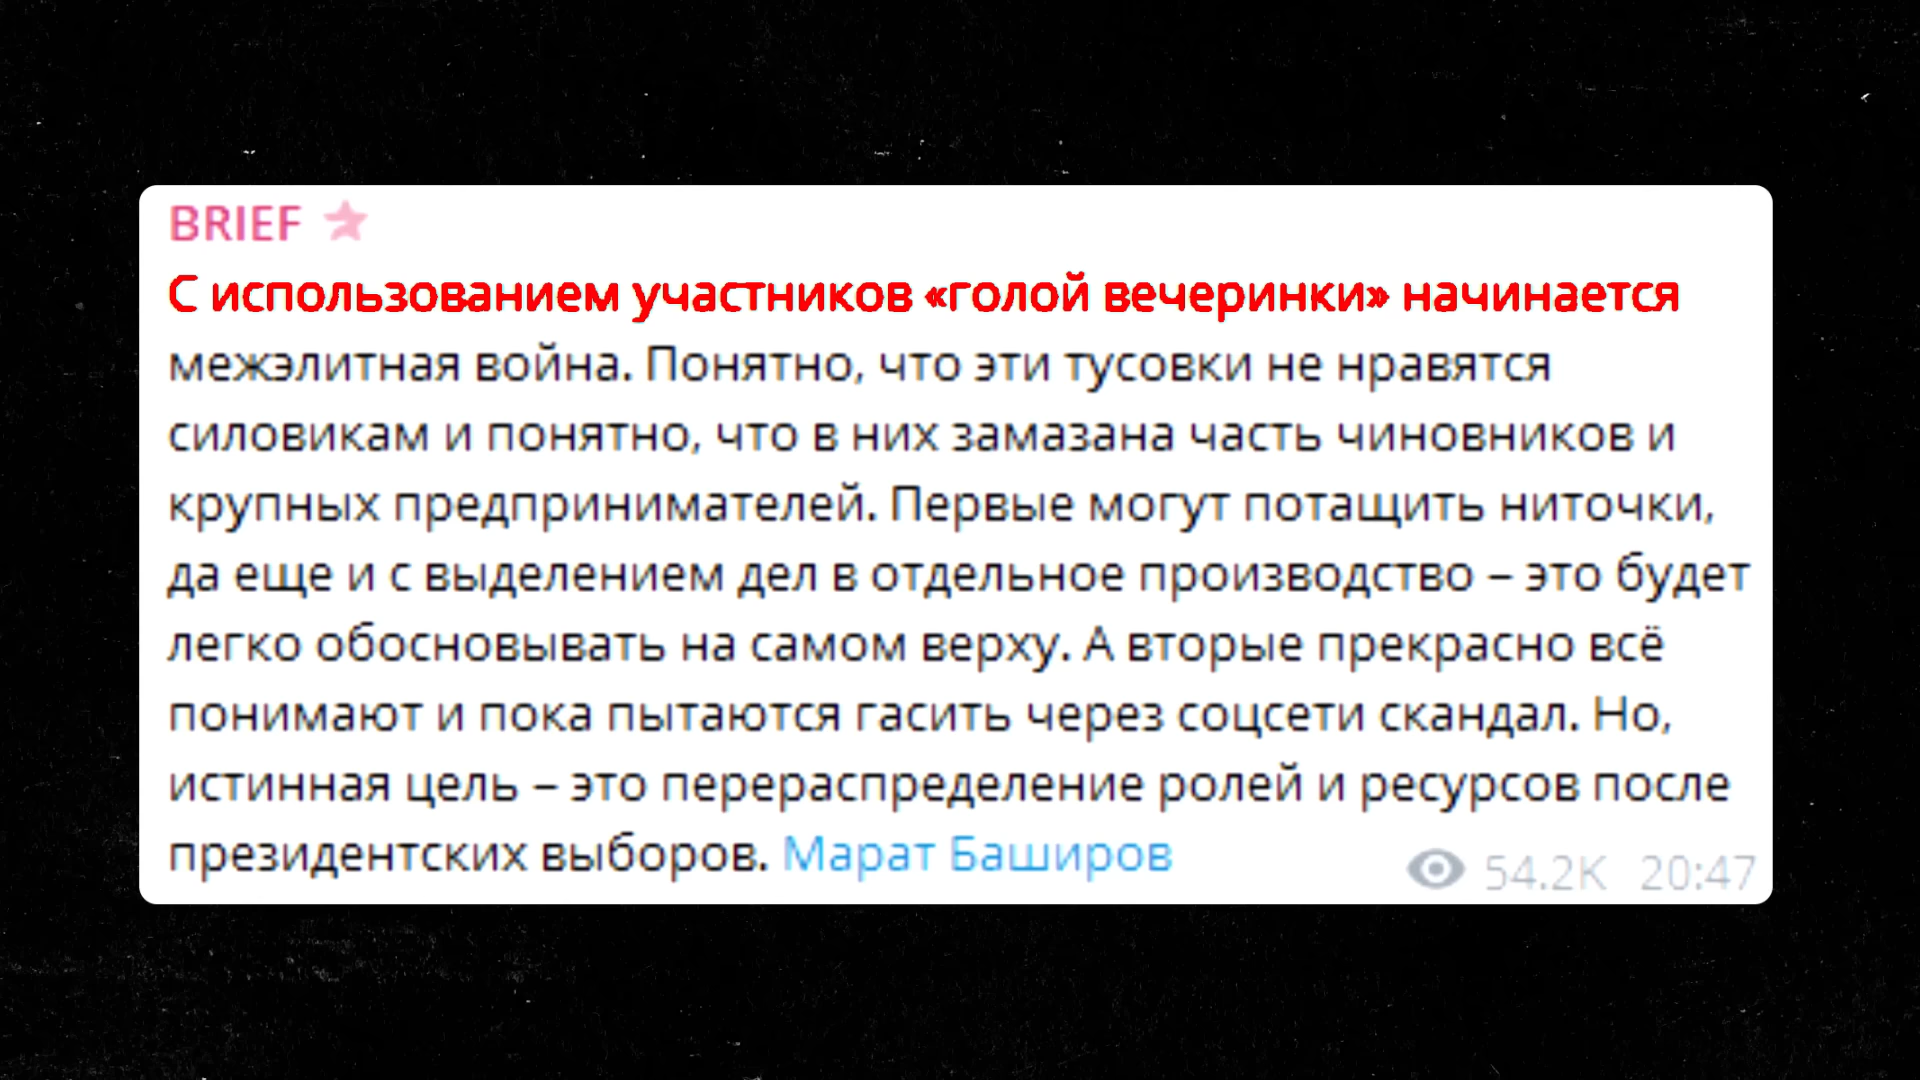 BRIEF
С использованием участников «голой вечеринки» начинается
межэлитная война. Понятно, что эти тусовки не нравятся
силовикам и понятно, что в них замазана часть чиновников и
крупных предпринимателей. Первые могут потащить ниточки,
да еще и с выделением дел в отдельное производство – это будет
легко обосновывать на самом верху. А вторые прекрасно всё
понимают и пока пытаются гасить через соцсети скандал. Но,
истинная цель – это перераспределение ролей и ресурсов после
президентских выборов. Марат Баширов
54.2K 20:47